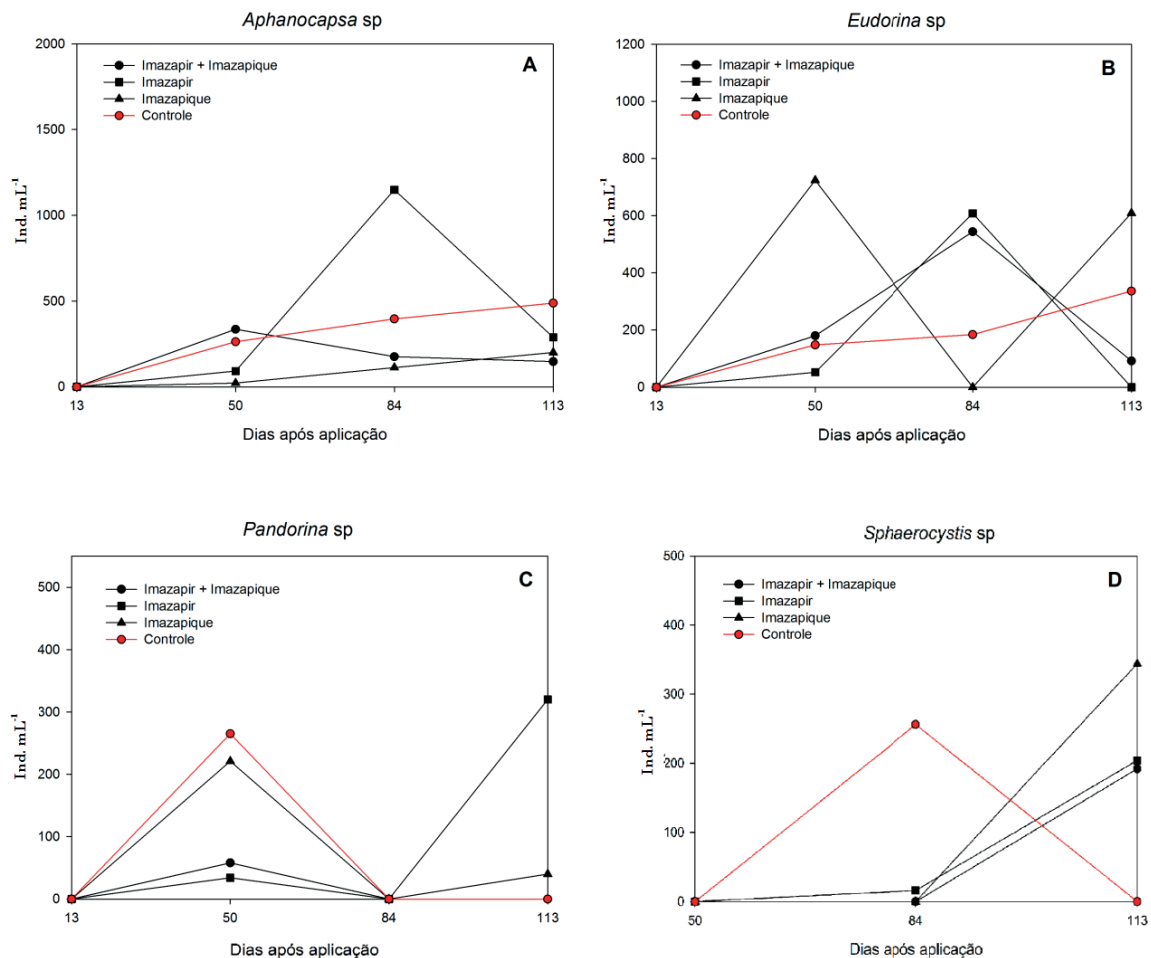 Aphanocapsa sp
A
Imazapir + Imazapique
Imazapir
Imazapique
Controle
2000
1500
1000
500
0
Ind. mL⁻¹
13 50 84 113
Dias após aplicação
Eudorina sp
B
Imazapir + Imazapique
Imazapir
Imazapique
Controle
1200
1000
800
600
400
200
0
Ind. mL⁻¹
13 50 84 113
Dias após aplicação
Pandorina sp
C
Imazapir + Imazapique
Imazapir
Imazapique
Controle
500
400
300
200
100
0
Ind. mL⁻¹
13 50 84 113
Dias após aplicação
Sphaerocystis sp
D
Imazapir + Imazapique
Imazapir
Imazapique
Controle
500
400
300
200
100
0
Ind. mL⁻¹
50 84 113
Dias após aplicação